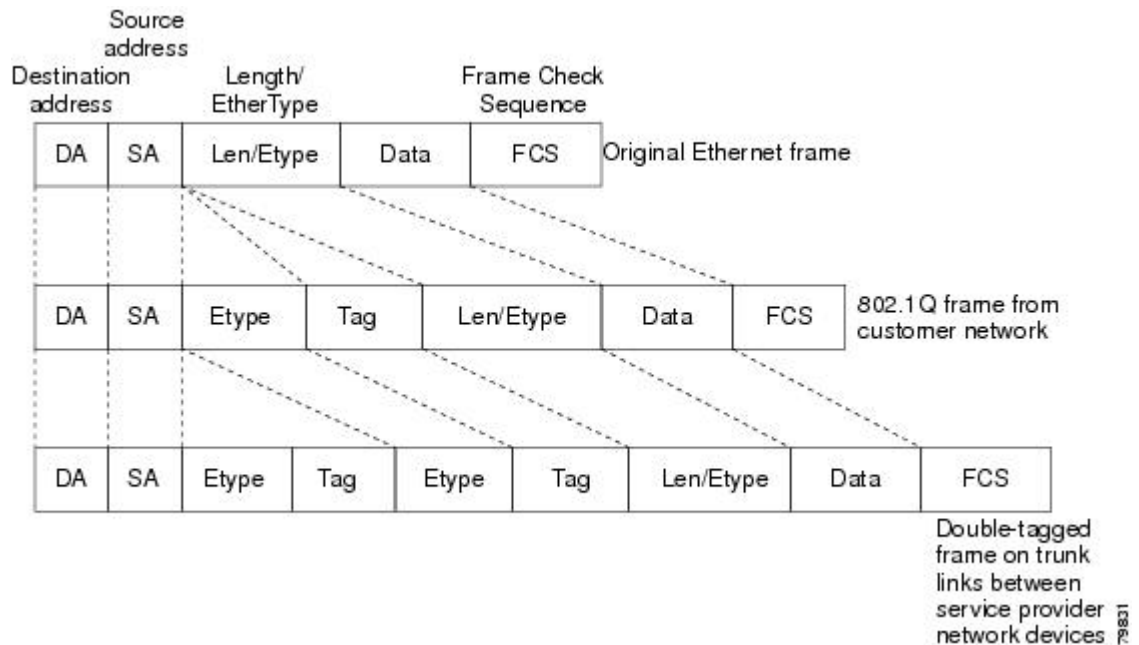 Source
address
Destination
address
Length/
EtherType
Frame Check
Sequence
DA SA Len/Etype Data FCS Original Ethernet frame
DA SA Etype Tag Len/Etype Data FCS 802.1Q frame from
customer network
DA SA Etype Tag Etype Tag Len/Etype Data FCS
Double-tagged
frame on trunk
links between
service provider
network devices
79831